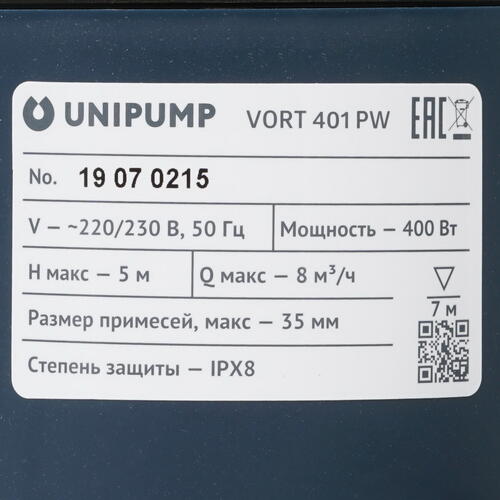 UNIPUMP VORT 401 PW EAC
No. 19 07 0215
V – ~220/230 В, 50 Гц Мощность – 400 Вт
H макс – 5 м Q макс – 8 м³/ч
7 м
Размер примесей, макс – 35 мм
Степень защиты – IPX8